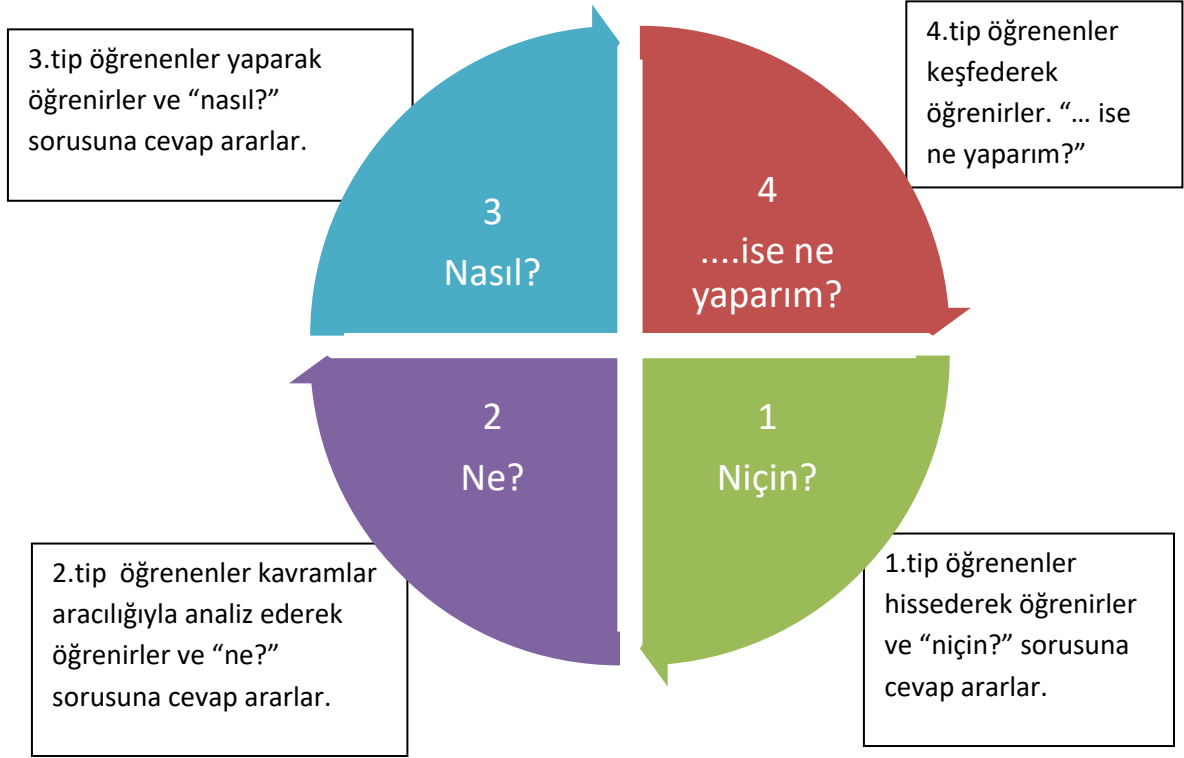 3.tip öğrenenler yaparak
öğrenirler ve “nasıl?”
sorusuna cevap ararlar.
4.tip öğrenenler
keşfederek
öğrenirler. “… ise
ne yaparım?”
3
Nasıl?
4
....ise ne
yaparım?
2
Ne?
1
Niçin?
2.tip öğrenenler kavramlar
aracılığıyla analiz ederek
öğrenirler ve “ne?”
sorusuna cevap ararlar.
1.tip öğrenenler
hissederek öğrenirler
ve “niçin?” sorusuna
cevap ararlar.